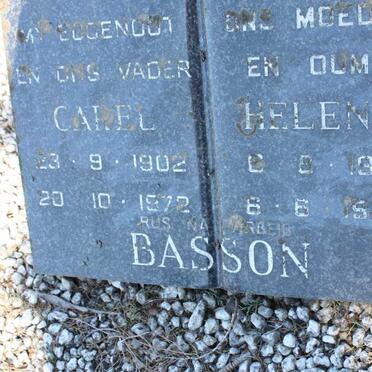 MY EGGENOOT
EN ONS VADER
CAREL
23 · 9 · 1902
20 · 10 · 1972
ONS MOED
EN OUM
HELEN
6 · 6 ·
RUS NA ARBEID
BASSON